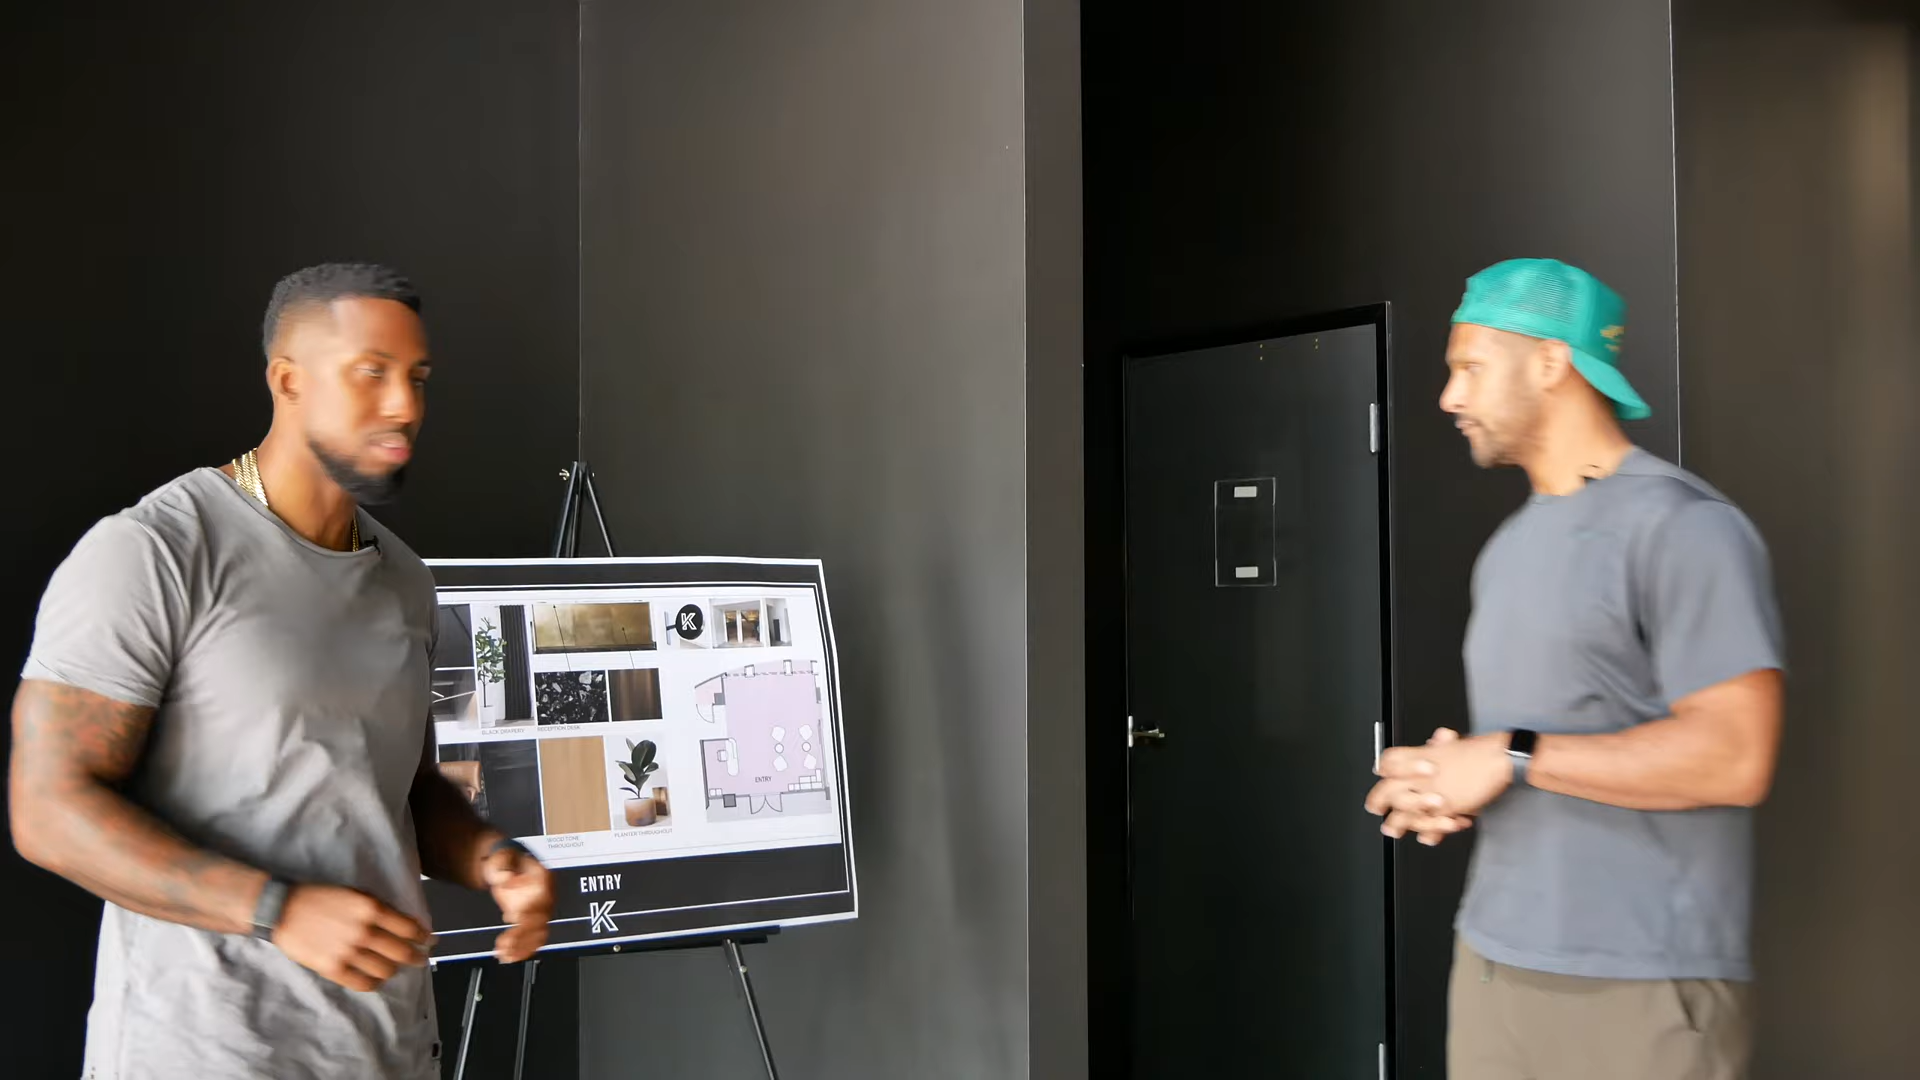 K
BLACK DRAPERY
RECEPTION DESK
ENTRY
WOOD TONE
THROUGHOUT
PLANTER THROUGHOUT
ENTRY
K